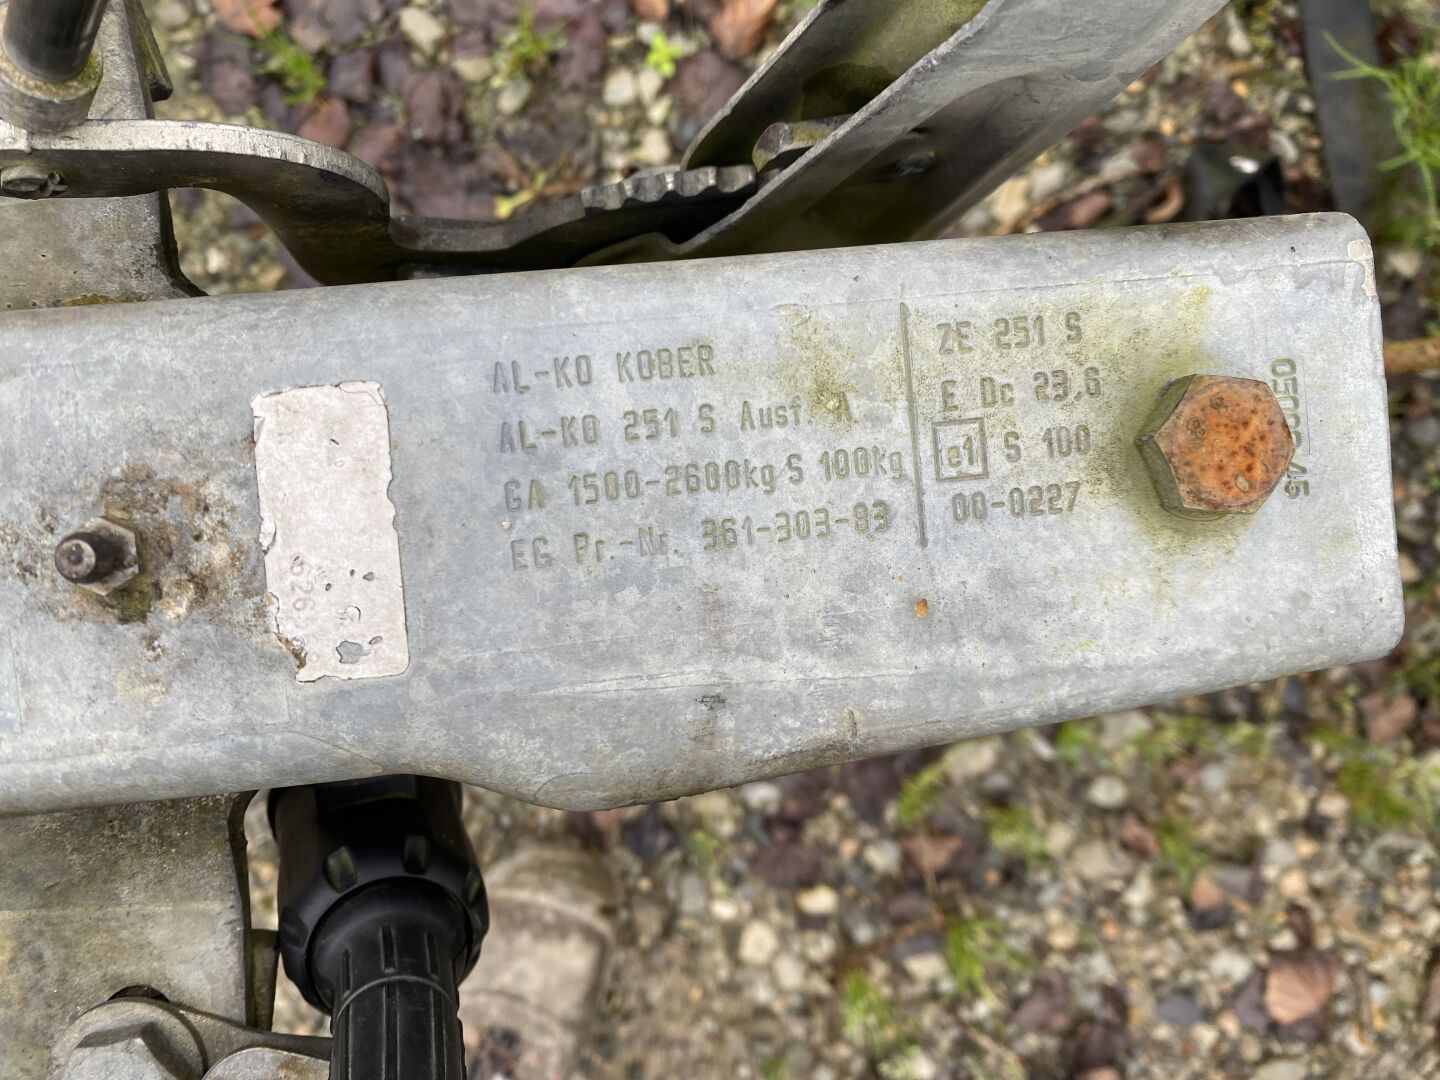 AL-KO KOBER
AL-KO 251 S Ausf. A
GA 1500-2600kg S 100Kg
EG Pr.-Nr. 361-303-83
ZE 251 S
E Dc 23,6
e1 S 100
00-0227